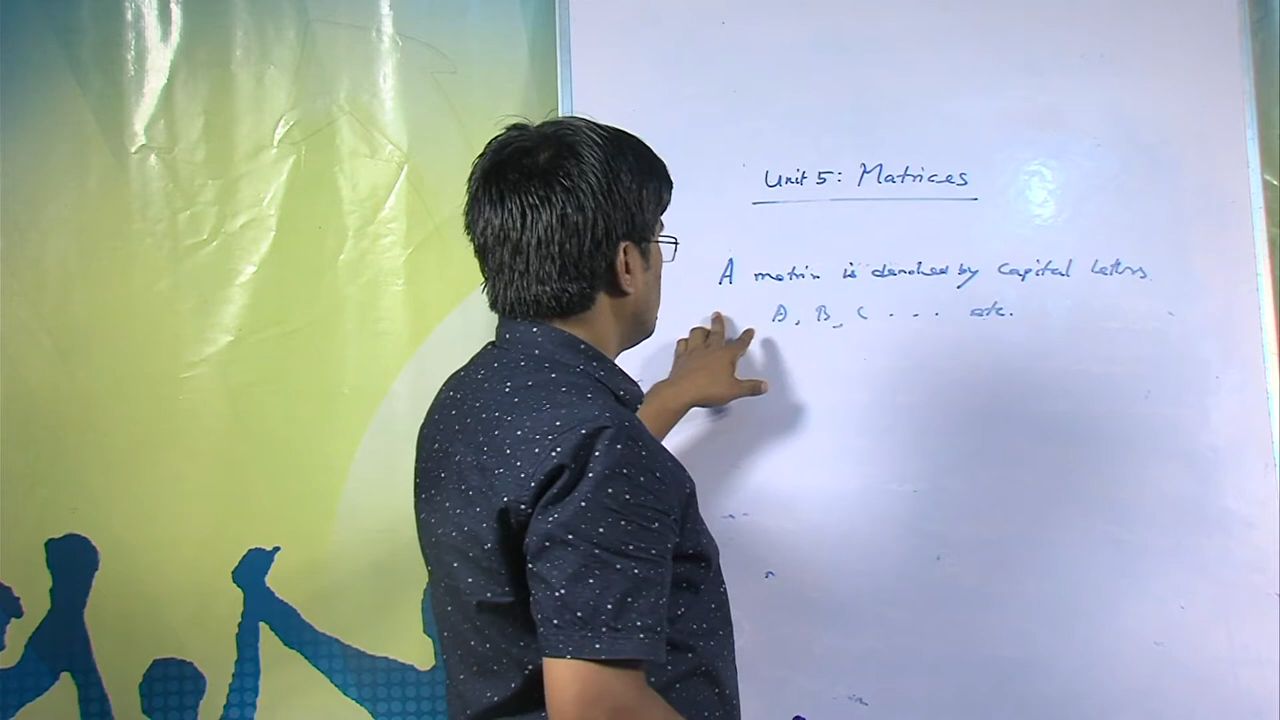 Unit 5: Matrices
A matrix is denoted by capital letters.
A, B, C . . . etc.